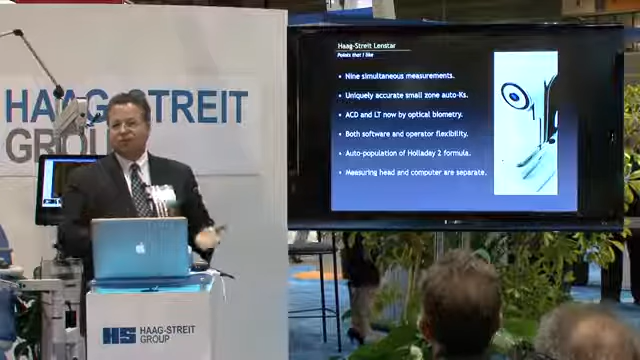 HAAG-STREIT
GROUP
Haag-Streit Lenstar
Points that I like
• Nine simultaneous measurements.
• Uniquely accurate small zone auto-Ks.
• ACD and LT now by optical biometry.
• Both software and operator flexibility.
• Auto-population of Holladay 2 formula.
• Measuring head and computer are separate.
HS HAAG-STREIT
GROUP